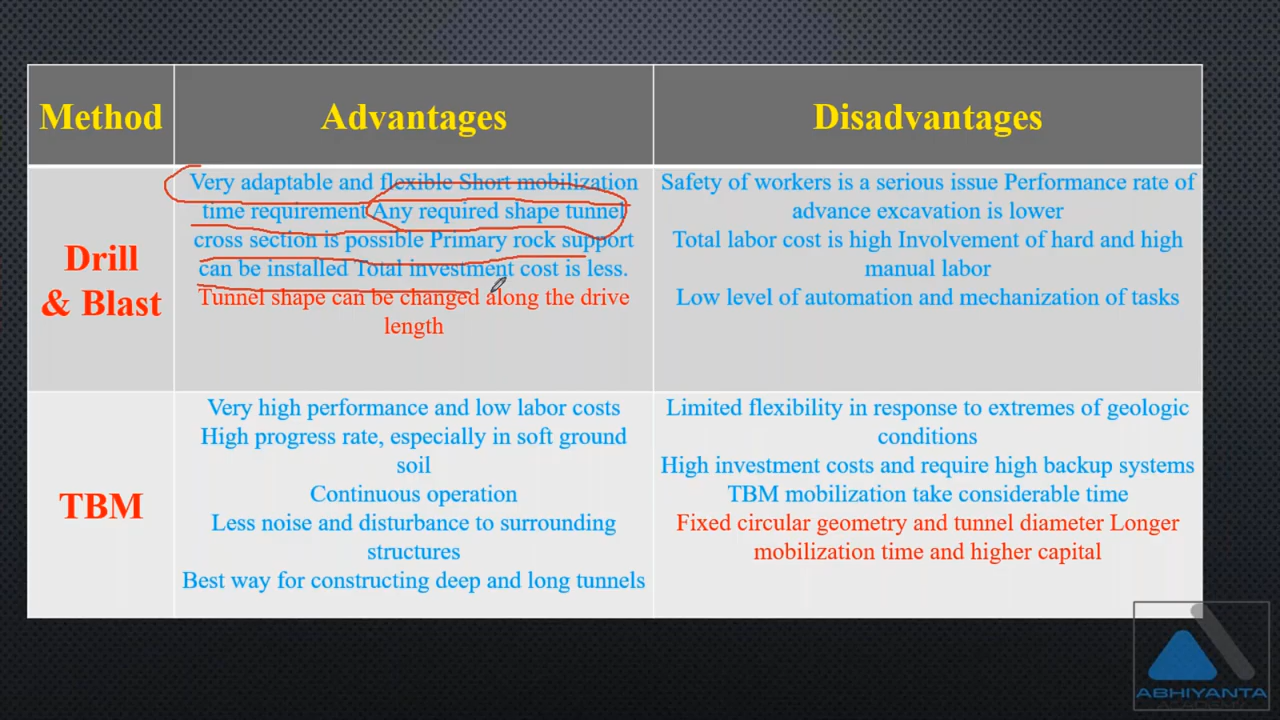 Method
Advantages
Disadvantages
Drill
& Blast
Very adaptable and flexible Short mobilization
time requirement Any required shape tunnel
cross section is possible Primary rock support
can be installed Total investment cost is less.
Tunnel shape can be changed along the drive
length
Safety of workers is a serious issue Performance rate of
advance excavation is lower
Total labor cost is high Involvement of hard and high
manual labor
Low level of automation and mechanization of tasks
TBM
Very high performance and low labor costs
High progress rate, especially in soft ground
soil
Continuous operation
Less noise and disturbance to surrounding
structures
Best way for constructing deep and long tunnels
Limited flexibility in response to extremes of geologic
conditions
High investment costs and require high backup systems
TBM mobilization take considerable time
Fixed circular geometry and tunnel diameter Longer
mobilization time and higher capital
ABHIYANTA
ACADEMY